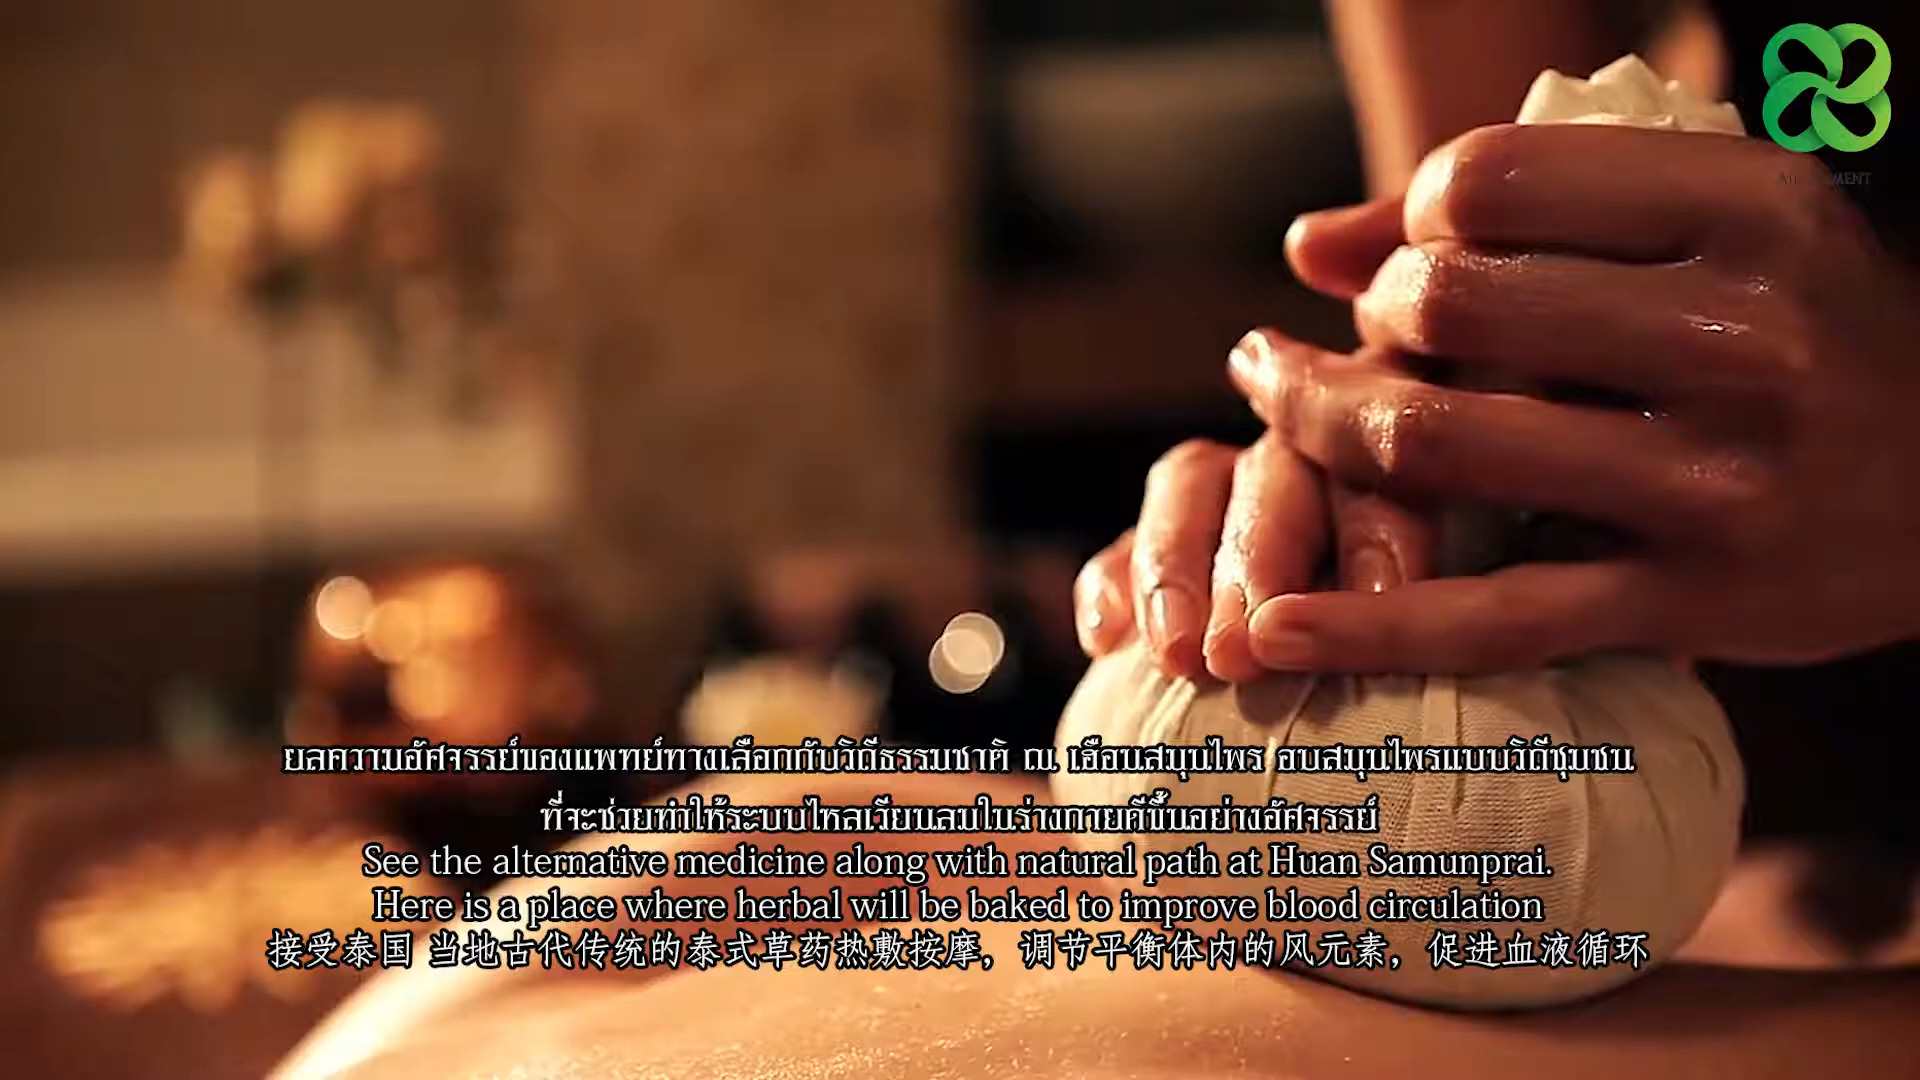 ยลความอัศจรรย์ของแพทย์ทางเลือกกับวิถีธรรมชาติ ณ เฮือนสมุนไพร อบสมุนไพรแบบวิถีชุมชน
ที่จะช่วยทำให้ระบบไหลเวียนลมในร่างกายดีขึ้นอย่างอัศจรรย์
See the alternative medicine along with natural path at Huan Samunprai.
Here is a place where herbal will be baked to improve blood circulation
接受泰国 当地古代传统的泰式草药热敷按摩，调节平衡体内的风元素，促进血液循环